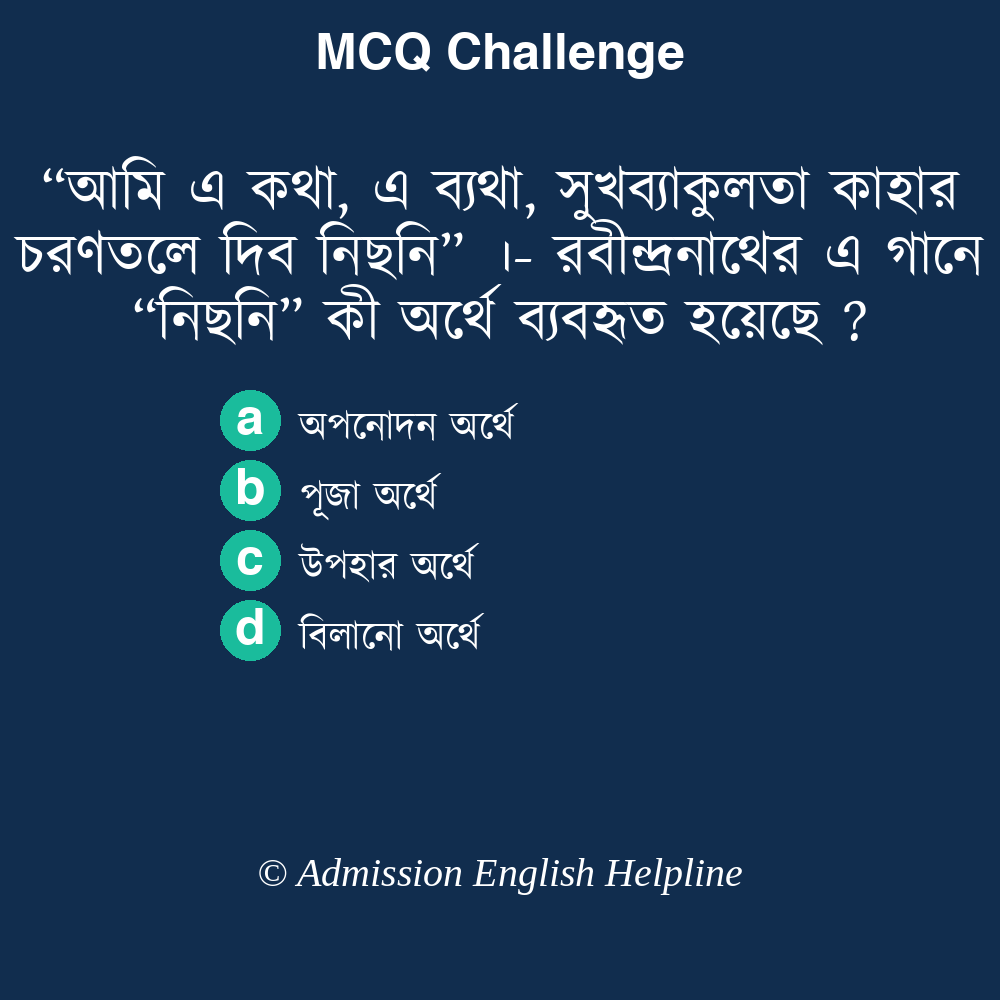 MCQ Challenge
“আমি এ কথা, এ ব্যথা, সুখব্যাকুলতা কাহার
চরণতলে দিব নিছনি” ।- রবীন্দ্রনাথের এ গানে
“নিছনি” কী অর্থে ব্যবহৃত হয়েছে ?
a অপনোদন অর্থে
b পূজা অর্থে
c উপহার অর্থে
d বিলানো অর্থে
© Admission English Helpline